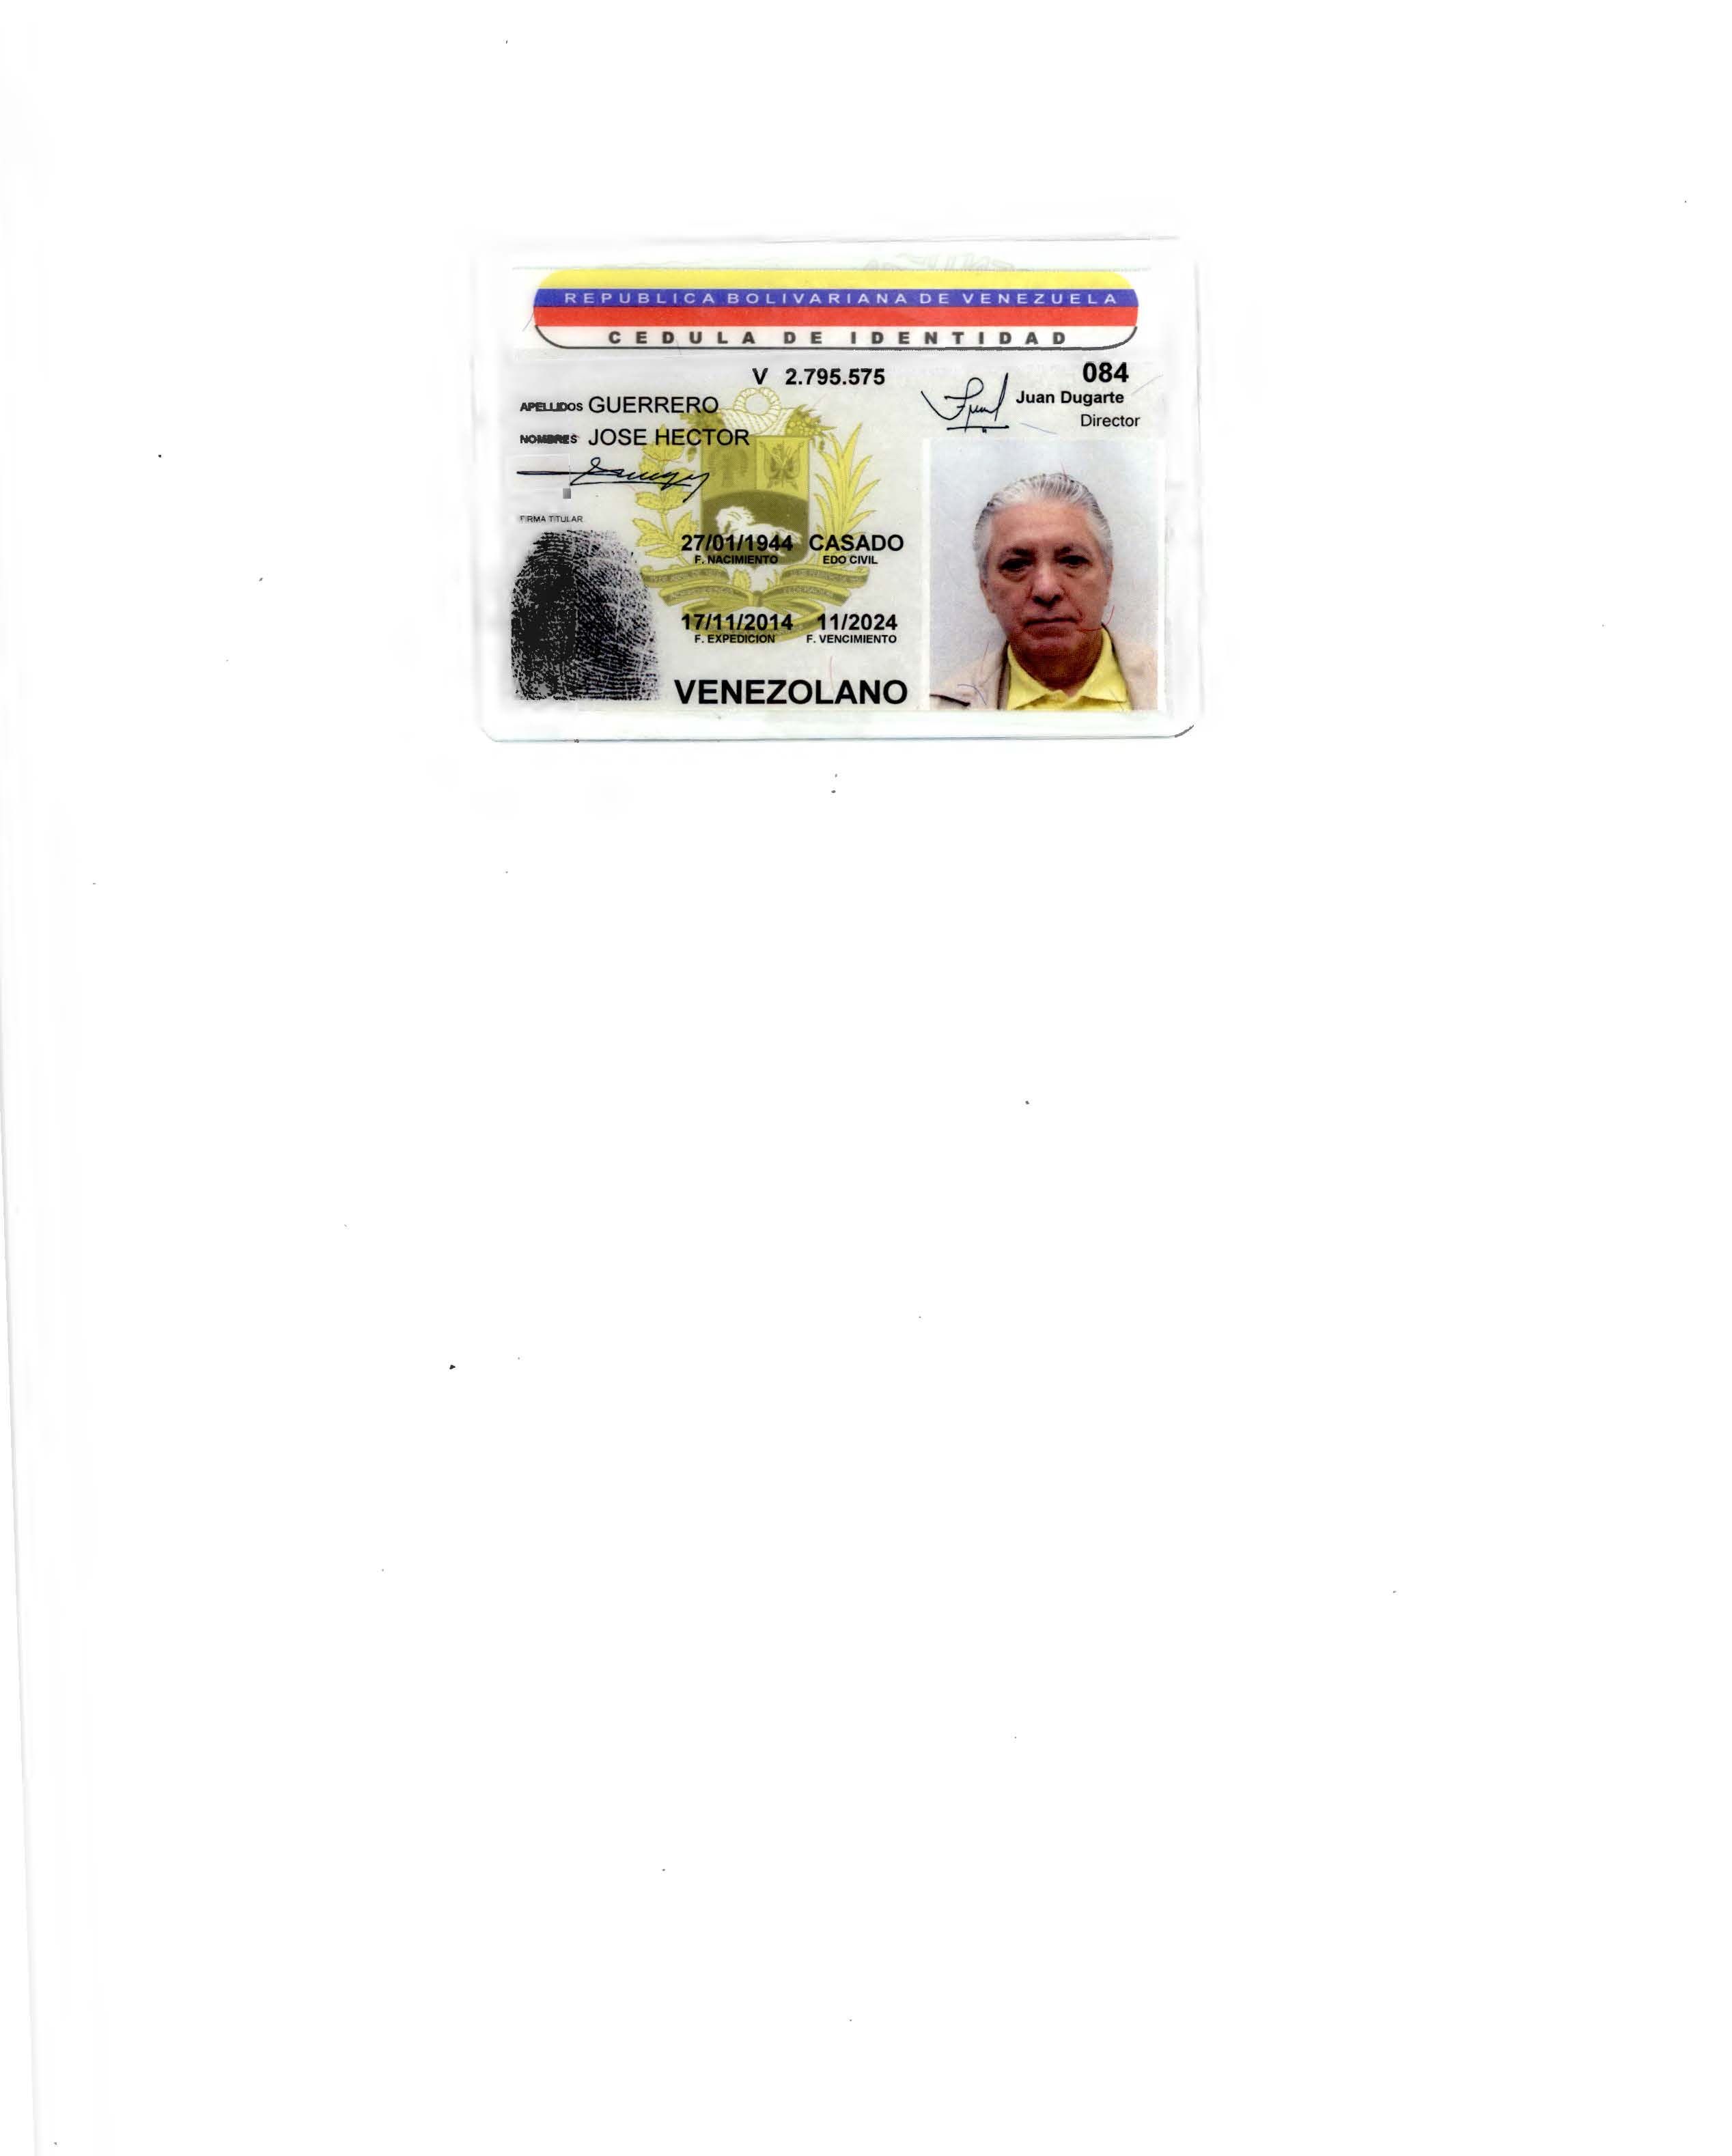 REPUBLICA BOLIVARIANA DE VENEZUELA
CEDULA DE IDENTIDAD
V 2.795.575
084
Juan Dugarte
Director
APELLIDOS GUERRERO
NOMBRES JOSE HECTOR
FIRMA TITULAR
27/01/1944 CASADO
F. NACIMIENTO EDO CIVIL
17/11/2014 11/2024
F. EXPEDICION F. VENCIMIENTO
VENEZOLANO